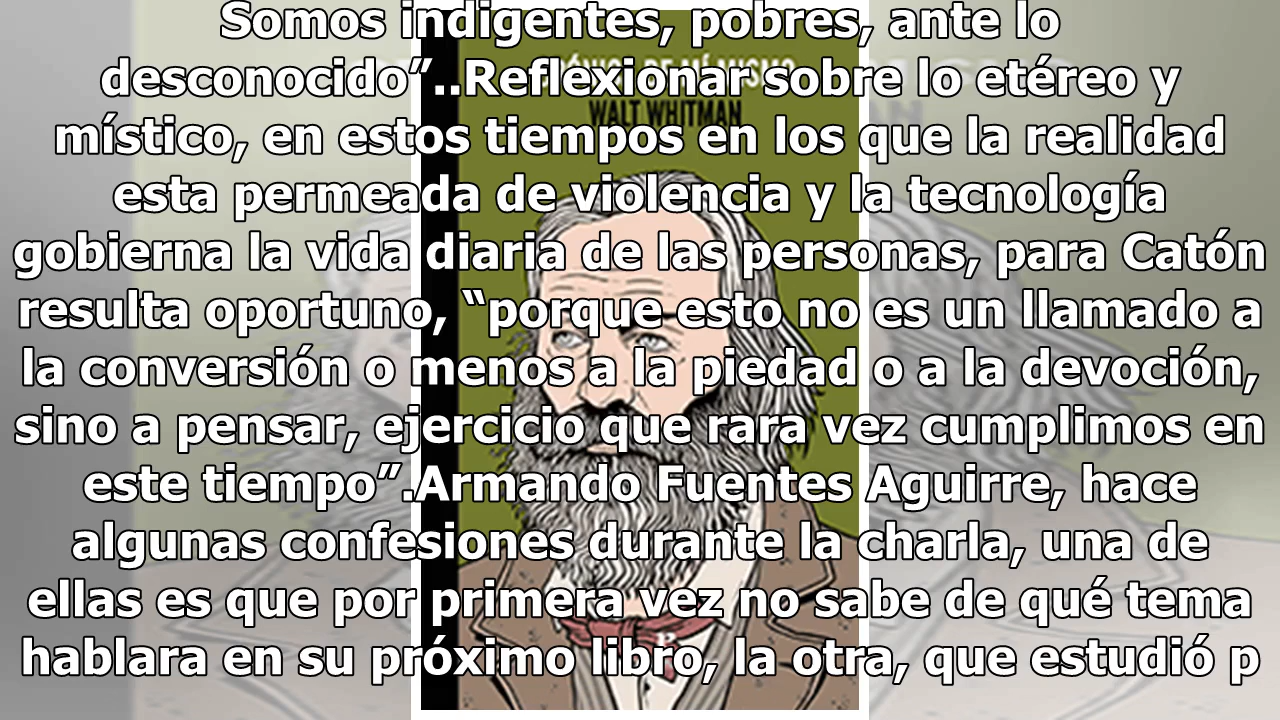 Somos indigentes, pobres, ante lo
desconocido”..Reflexionar sobre lo etéreo y
místico, en estos tiempos en los que la realidad
esta permeada de violencia y la tecnología
gobierna la vida diaria de las personas, para Catón
resulta oportuno, “porque esto no es un llamado a
la conversión o menos a la piedad o a la devoción,
sino a pensar, ejercicio que rara vez cumplimos en
este tiempo”.Armando Fuentes Aguirre, hace
algunas confesiones durante la charla, una de
ellas es que por primera vez no sabe de qué tema
hablara en su próximo libro, la otra, que estudió p
WALT WHITMAN